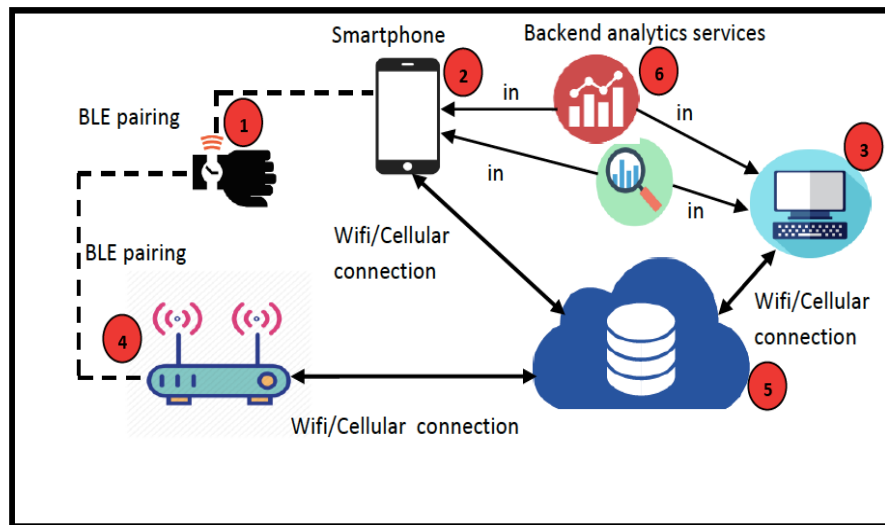 Smartphone
Backend analytics services
2
6
in
BLE pairing
1
in
3
in
in
Wifi/Cellular
connection
BLE pairing
Wifi/Cellular
connection
4
5
Wifi/Cellular connection